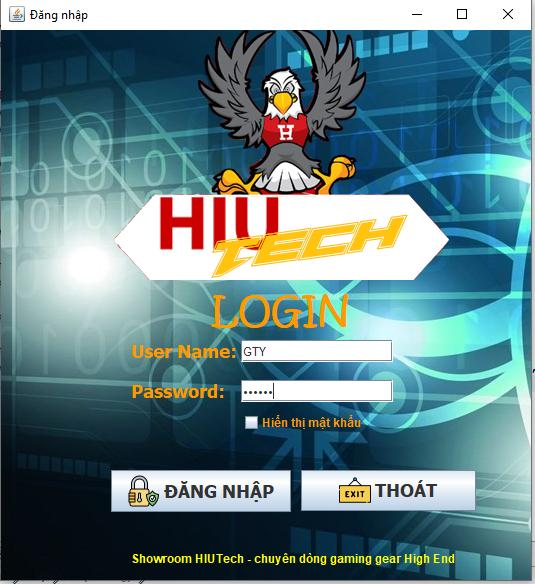 Đăng nhập
H
HIU
TECH
LOGIN
User Name: GTY
Password: ••••••
Hiển thị mật khẩu
ĐĂNG NHẬP
EXIT THOÁT
Showroom HIUTech - chuyên dòng gaming gear High End